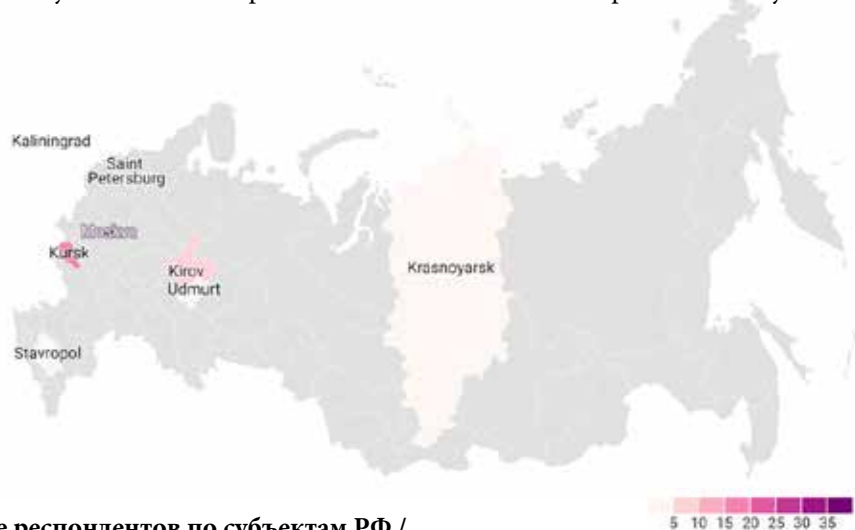 Kaliningrad
Saint
Petersburg
Moskva
Kursk
Kirov
Udmurt
Krasnoyarsk
Stavropol
5 10 15 20 25 30 35
е респондентов по субъектам РФ /